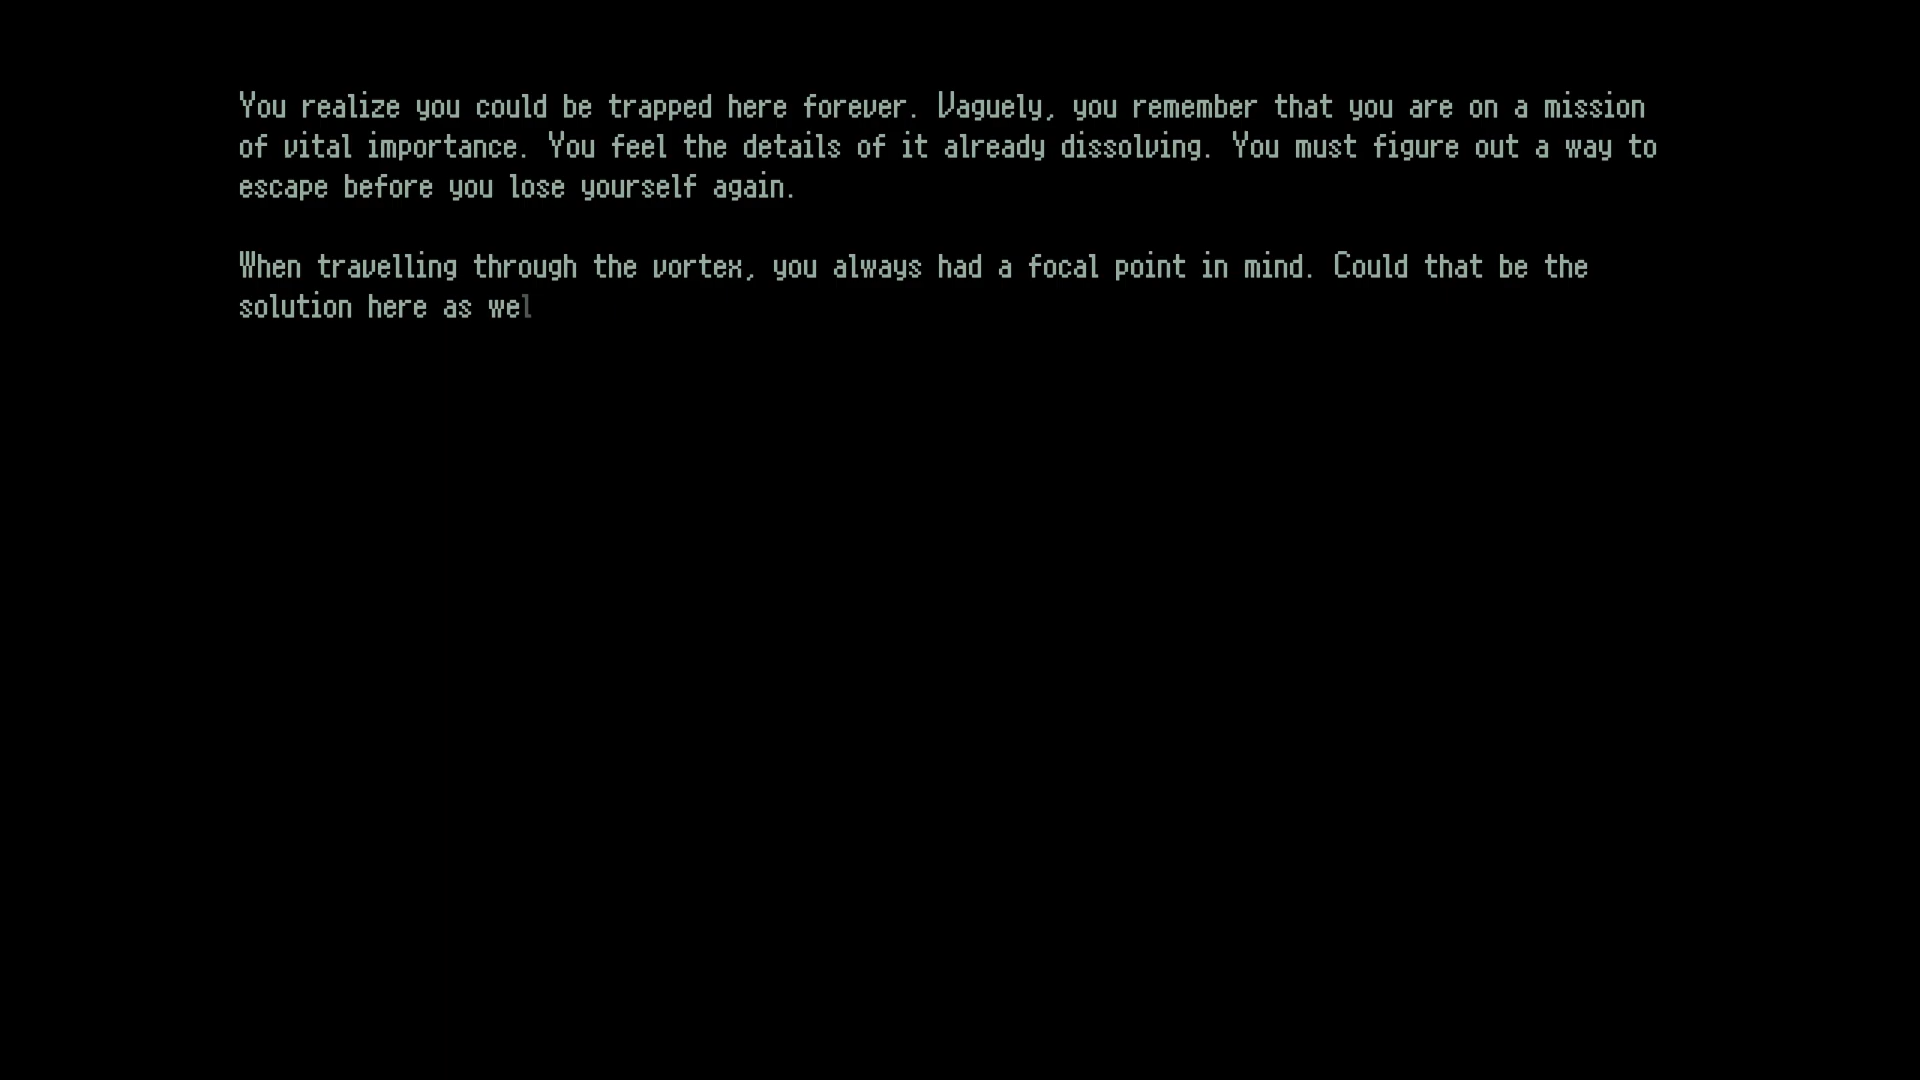 You realize you could be trapped here forever. Vaguely, you remember that you are on a mission
of vital importance. You feel the details of it already dissolving. You must figure out a way to
escape before you lose yourself again.
When travelling through the vortex, you always had a focal point in mind. Could that be the
solution here as wel